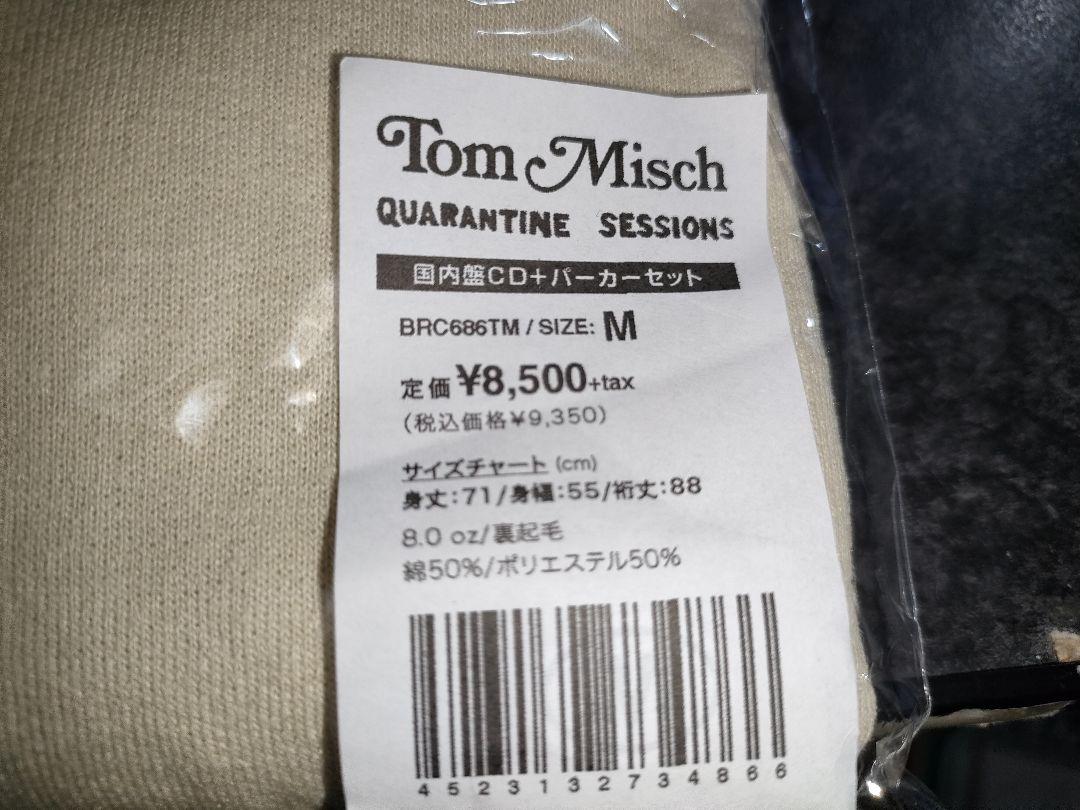 Tom Misch
QUARANTINE SESSIONS
国内盤CD+パーカーセット
BRC686TM / SIZE: M
定価 ¥8,500+tax
(税込価格¥9,350)
サイズチャート (cm)
身丈:71/身幅:55/裄丈:88
8.0 oz/裏起毛
綿50%/ポリエステル50%
4523132734866